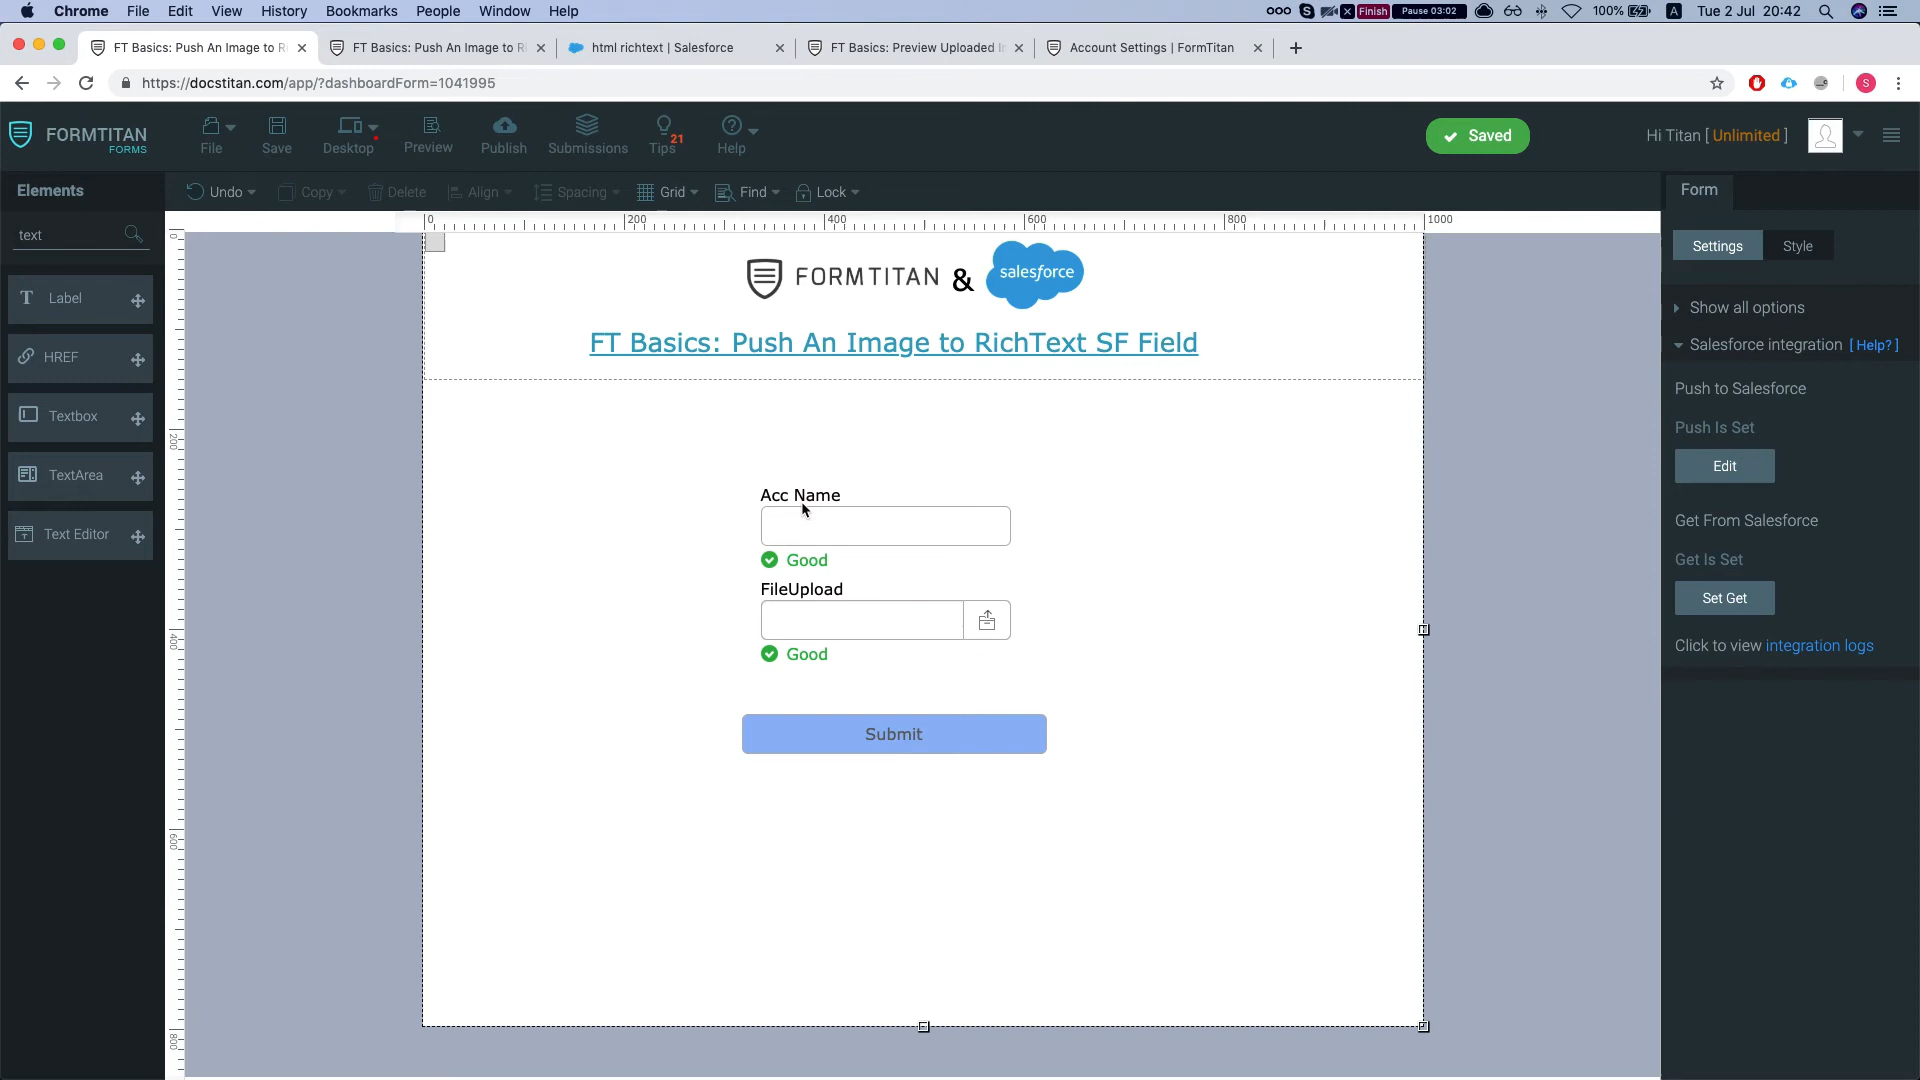 Chrome File Edit View History Bookmarks People Window Help Finish Pause 03:02 100% A Tue 2 Jul 20:42
FT Basics: Push An Image to R FT Basics: Push An Image to R html richtext | Salesforce FT Basics: Preview Uploaded I Account Settings | FormTitan
https://docstitan.com/app/?dashboardForm=1041995 S
FORMTITAN
FORMS
File Save Desktop Preview Publish Submissions Tips 21 Help
Saved
Hi Titan [ Unlimited ]
Elements
Undo Copy Delete Align Spacing Grid Find Lock
Form
text
Settings Style
0 200 400 600 800 1000
0
200
400
600
800
Label
HREF
Textbox
TextArea
Text Editor
FORMTITAN & salesforce
FT Basics: Push An Image to RichText SF Field
Acc Name
Good
FileUpload
Good
Submit
Show all options
Salesforce integration [ Help? ]
Push to Salesforce
Push Is Set
Edit
Get From Salesforce
Get Is Set
Set Get
Click to view integration logs